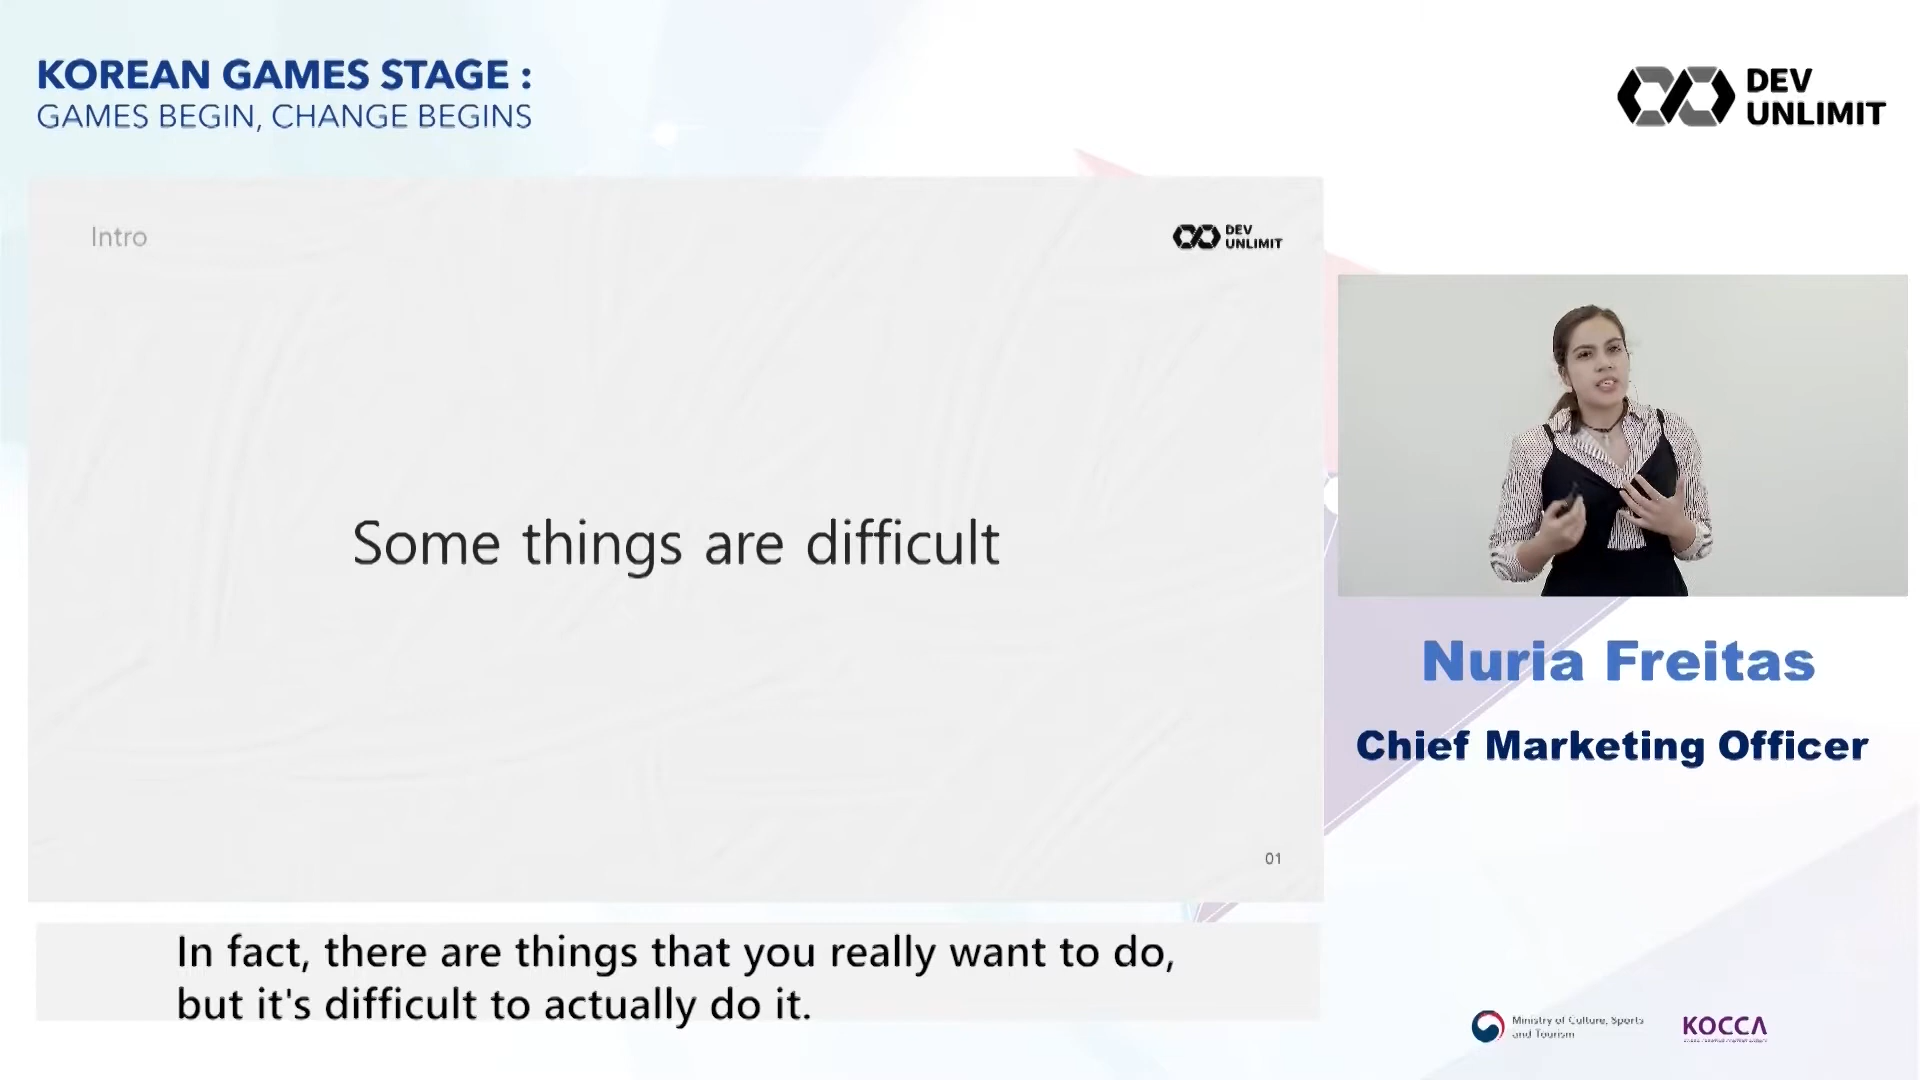 KOREAN GAMES STAGE :
GAMES BEGIN, CHANGE BEGINS
DEV
UNLIMIT
Intro
DEV
UNLIMIT
Some things are difficult
01
In fact, there are things that you really want to do,
but it's difficult to actually do it.
Nuria Freitas
Chief Marketing Officer
Ministry of Culture, Sports
and Tourism
KOCCA